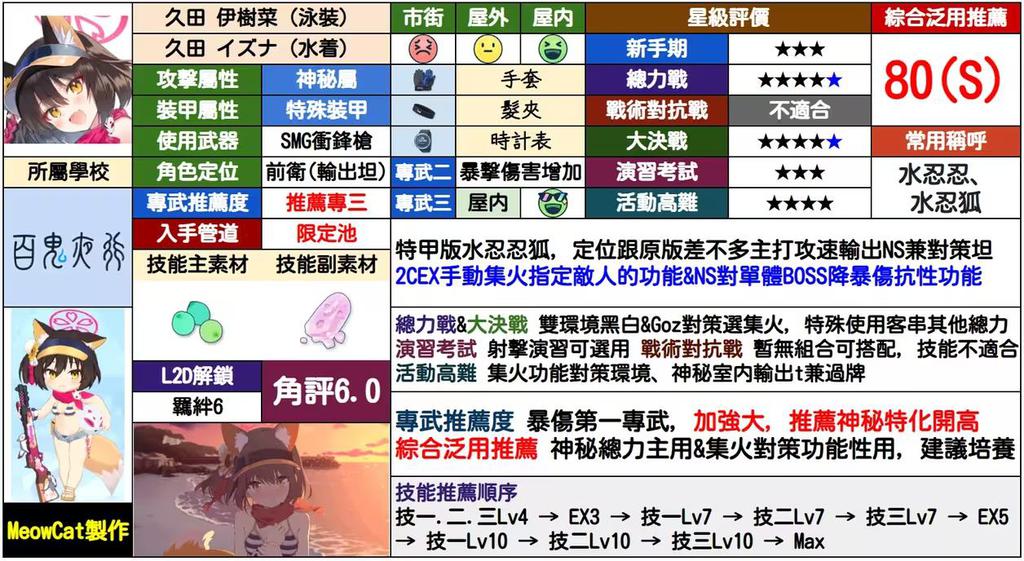 久田 伊樹菜 (泳裝)
久田 イズナ (水着)
市街 屋外 屋内
星級評價
綜合泛用推薦
新手期 ★★★
80(S)
攻擊屬性 神秘屬
手套
總力戰 ★★★★★
裝甲屬性 特殊裝甲
髮夾
戰術對抗戰 不適合
使用武器 SMG衝鋒槍
時計表
大決戰 ★★★★★
常用稱呼
所屬學校
角色定位 前衛(輸出坦)
專武二 暴擊傷害增加
演習考試 ★★★
水忍忍、
水忍狐
專武推薦度 推薦專三
專武三 屋内
活動高難 ★★★★
百鬼夜行
入手管道 限定池
技能主素材 技能副素材
特甲版水忍忍狐, 定位跟原版差不多主打攻速輸出NS兼對策坦
2CEX手動集火指定敵人的功能&NS對單體BOSS降暴傷抗性功能
總力戰&大決戰 雙環境黑白&Goz對策選集火, 特殊使用客串其他總力
演習考試 射擊演習可選用 戰術對抗戰 暫無組合可搭配, 技能不適合
活動高難 集火功能對策環境、神秘室内輸出t兼過牌
L2D解鎖
羈絆6
角評6.0
專武推薦度 暴傷第一專武, 加強大, 推薦神秘特化開高
綜合泛用推薦 神秘總力主用&集火對策功能性用, 建議培養
技能推薦順序
技一.二.三Lv4 → EX3 → 技一Lv7 → 技二Lv7 → 技三Lv7 → EX5
→ 技一Lv10 → 技二Lv10 → 技三Lv10 → Max
MeowCat製作